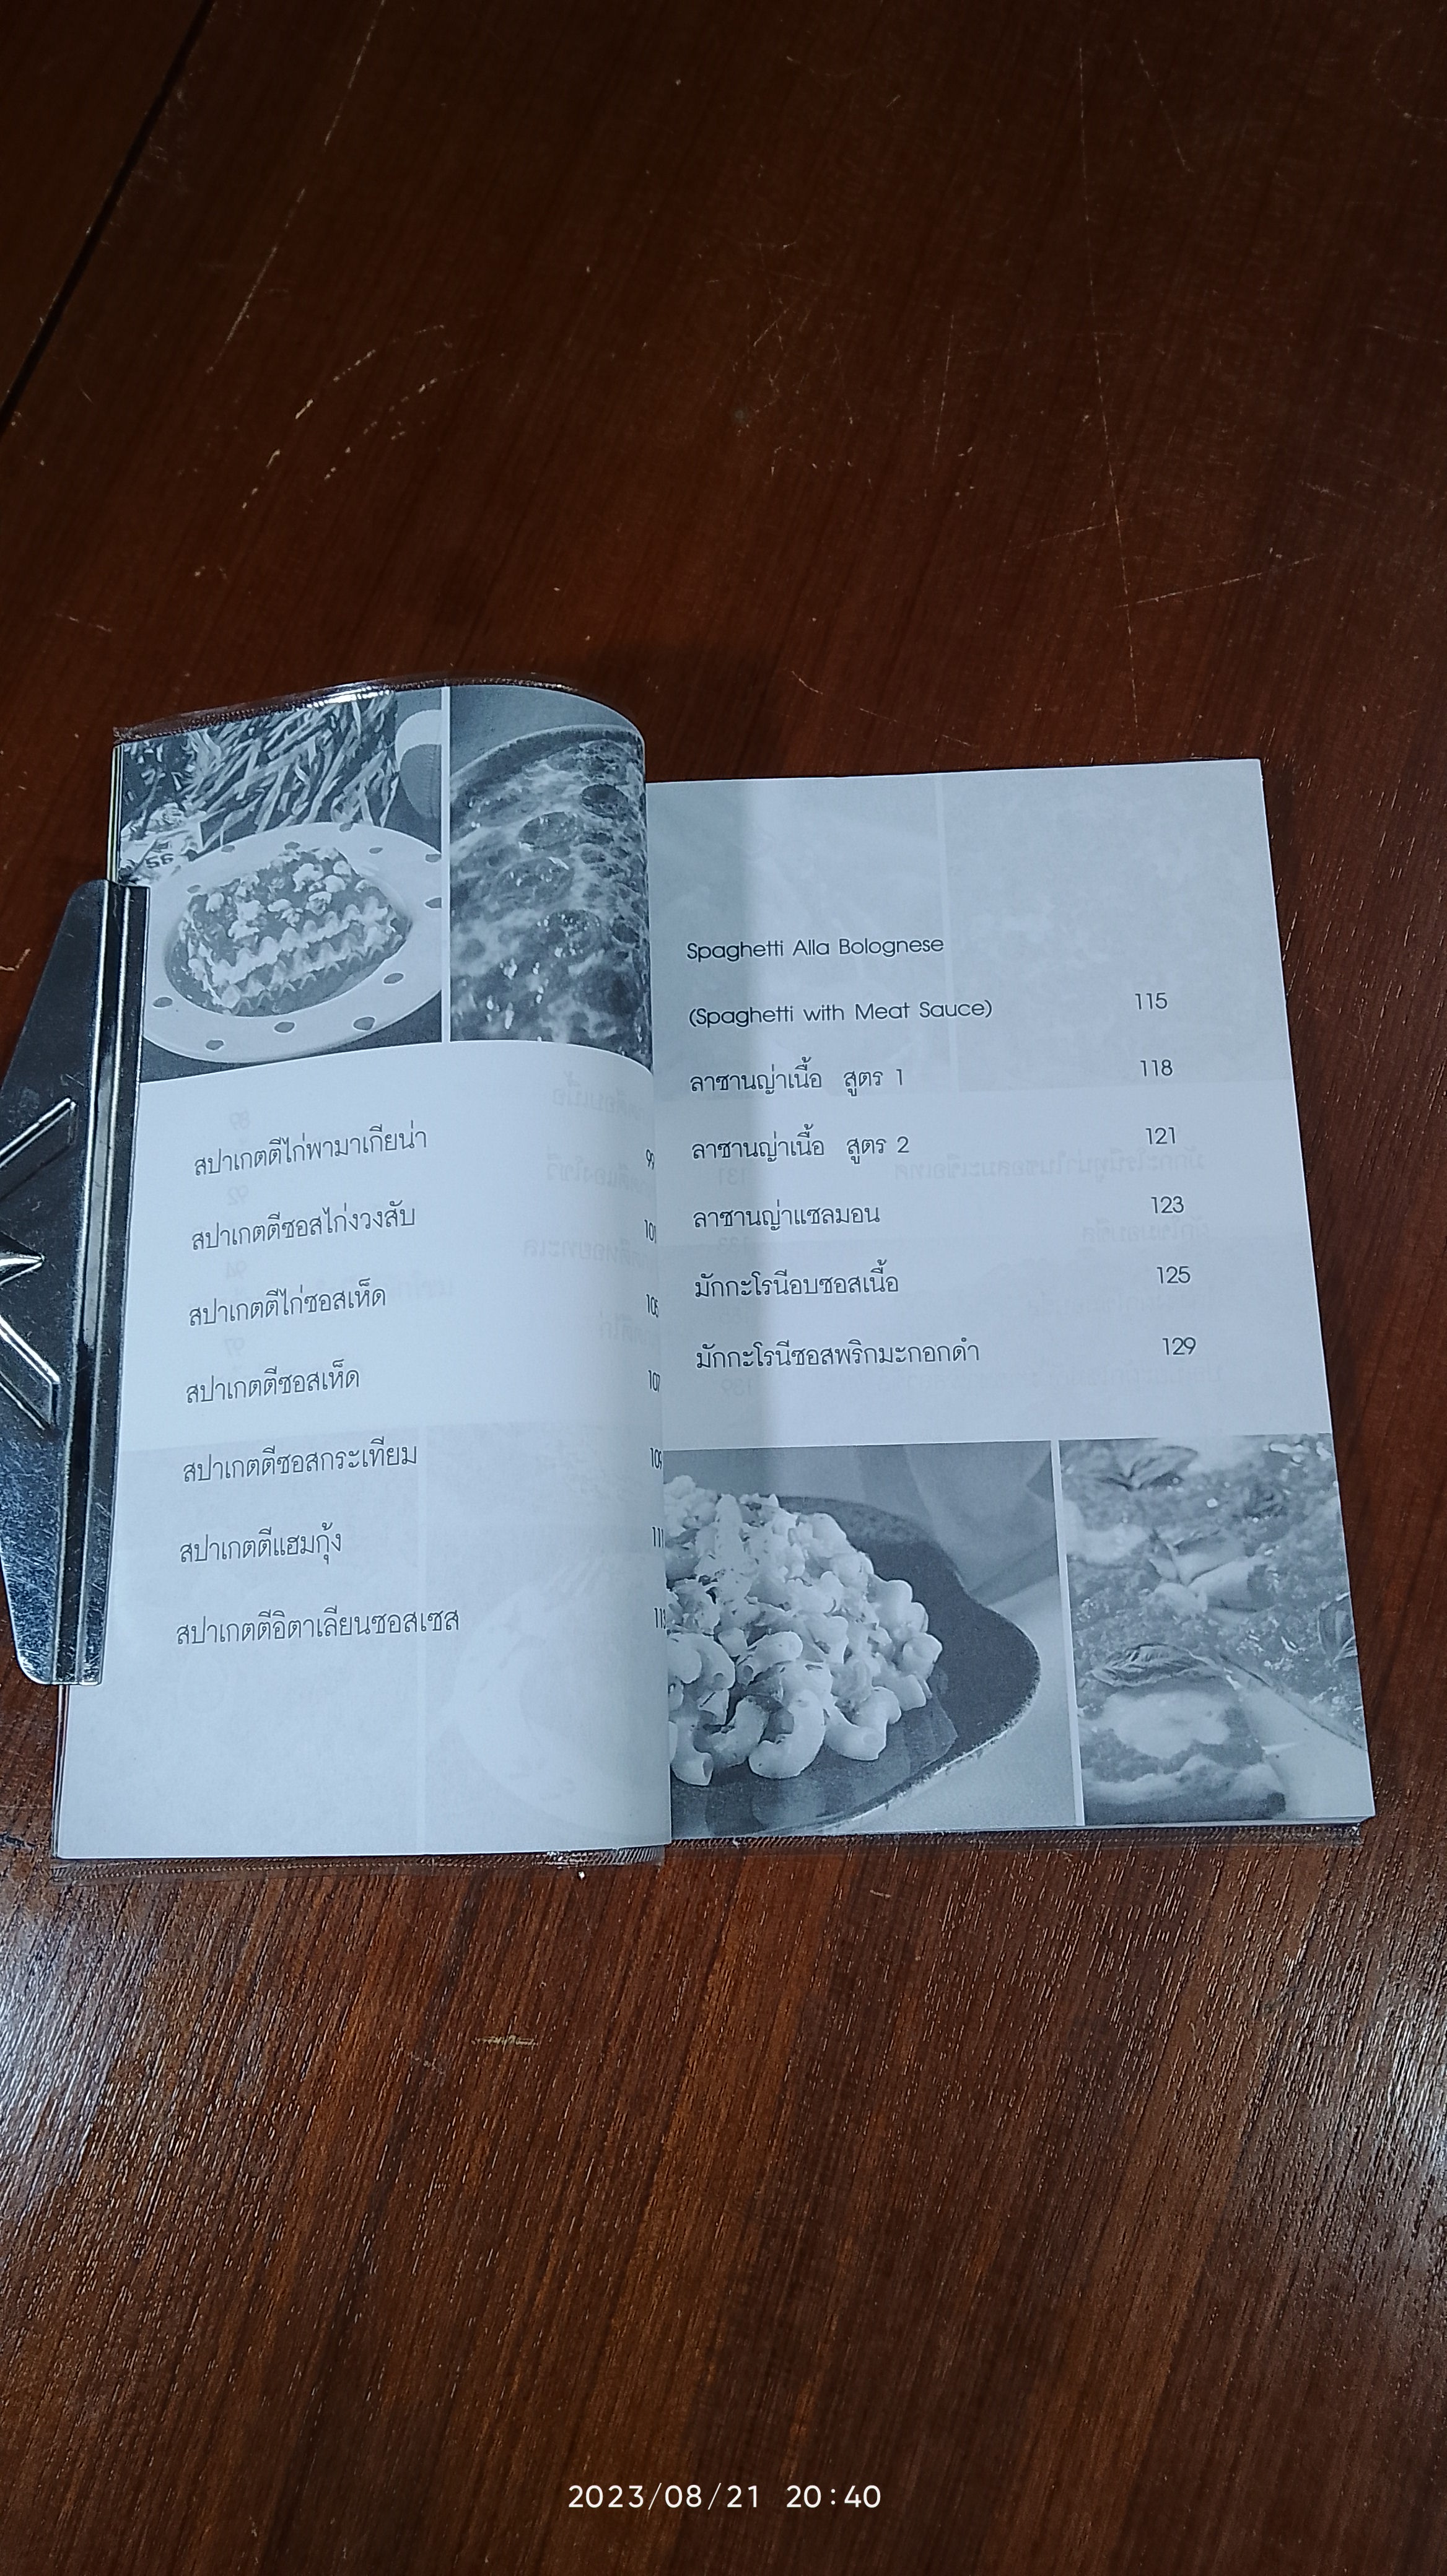 สปาเกตตีไก่พามาเกียน่า 99
สปาเกตตีซอสไก่งวงสับ 101
สปาเกตตีไก่ซอสเห็ด 105
สปาเกตตีซอสเห็ด 107
สปาเกตตีซอสกระเทียม 109
สปาเกตตีแฮมกุ้ง 111
สปาเกตตีอิตาเลียนซอสเซส 113
Spaghetti Alla Bolognese
(Spaghetti with Meat Sauce) 115
ลาซานญ่าเนื้อ สูตร 1 118
ลาซานญ่าเนื้อ สูตร 2 121
ลาซานญ่าแซลมอน 123
มักกะโรนีอบซอสเนื้อ 125
มักกะโรนีซอสพริกมะกอกดำ 129
2023/08/21 20:40